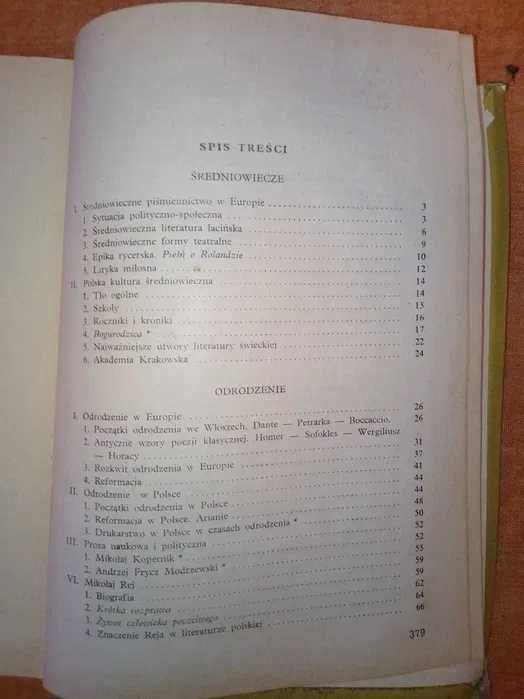 SPIS TREŚCI
ŚREDNIOWIECZE
I. Średniowieczne piśmiennictwo w Europie . . . . . 3
1. Sytuacja polityczno-społeczna . . . . . 3
2. Średniowieczna literatura łacińska . . . . . 6
3. Średniowieczne formy teatralne . . . . . 9
4. Epika rycerska. Pieśń o Rolandzie . . . . . 10
5. Liryka miłosna . . . . . 12
II. Polska kultura średniowieczna . . . . . 14
1. Tło ogólne . . . . . 14
2. Szkoły . . . . . 15
3. Roczniki i kroniki . . . . . 16
4. Bogurodzica * . . . . . 17
5. Najważniejsze utwory literatury świeckiej . . . . . 22
6. Akademia Krakowska . . . . . 24
ODRODZENIE
I. Odrodzenie w Europie . . . . . 26
1. Początki odrodzenia we Włoszech. Dante — Petrarka — Boccaccio. 26
2. Antyczne wzory poezji klasycznej. Homer — Sofokles — Wergiliusz
— Horacy . . . . . 31
3. Rozkwit odrodzenia w Europie . . . . . 37
4. Reformacja . . . . . 41
II. Odrodzenie w Polsce . . . . . 44
1. Początki odrodzenia w Polsce . . . . . 44
2. Reformacja w Polsce. Arianie . . . . . 48
3. Drukarstwo w Polsce w czasach odrodzenia * . . . . . 50
III. Proza naukowa i polityczna . . . . . 52
1. Mikołaj Kopernik * . . . . . 52
2. Andrzej Frycz Modrzewski * . . . . . 55
VI. Mikołaj Rej . . . . . 59
1. Biografia . . . . . 59
2. Krótka rozprawa . . . . . 62
3. Żywot człowieka poczciwego . . . . . 64
4. Znaczenie Reja w literaturze polskiej . . . . . 66
379